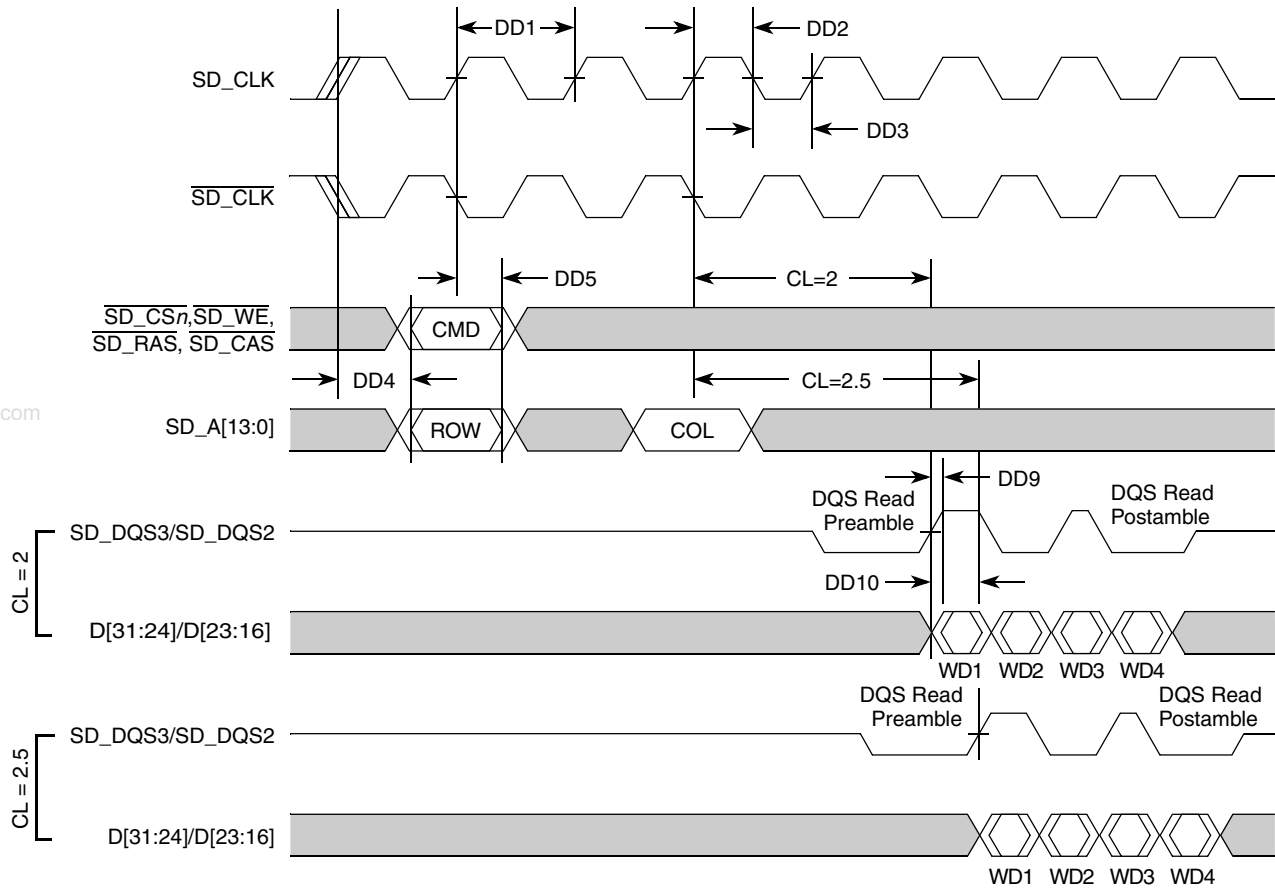 DD1
DD2
SD_CLK
DD3
SD_CLK
DD5
CL=2
SD_CSn,SD_WE,
SD_RAS, SD_CAS
CMD
DD4
CL=2.5
com
SD_A[13:0]
ROW
COL
DD9
DQS Read
Preamble
DQS Read
Postamble
CL = 2
SD_DQS3/SD_DQS2
DD10
D[31:24]/D[23:16]
WD1 WD2 WD3 WD4
DQS Read
Preamble
DQS Read
Postamble
CL = 2.5
SD_DQS3/SD_DQS2
D[31:24]/D[23:16]
WD1 WD2 WD3 WD4